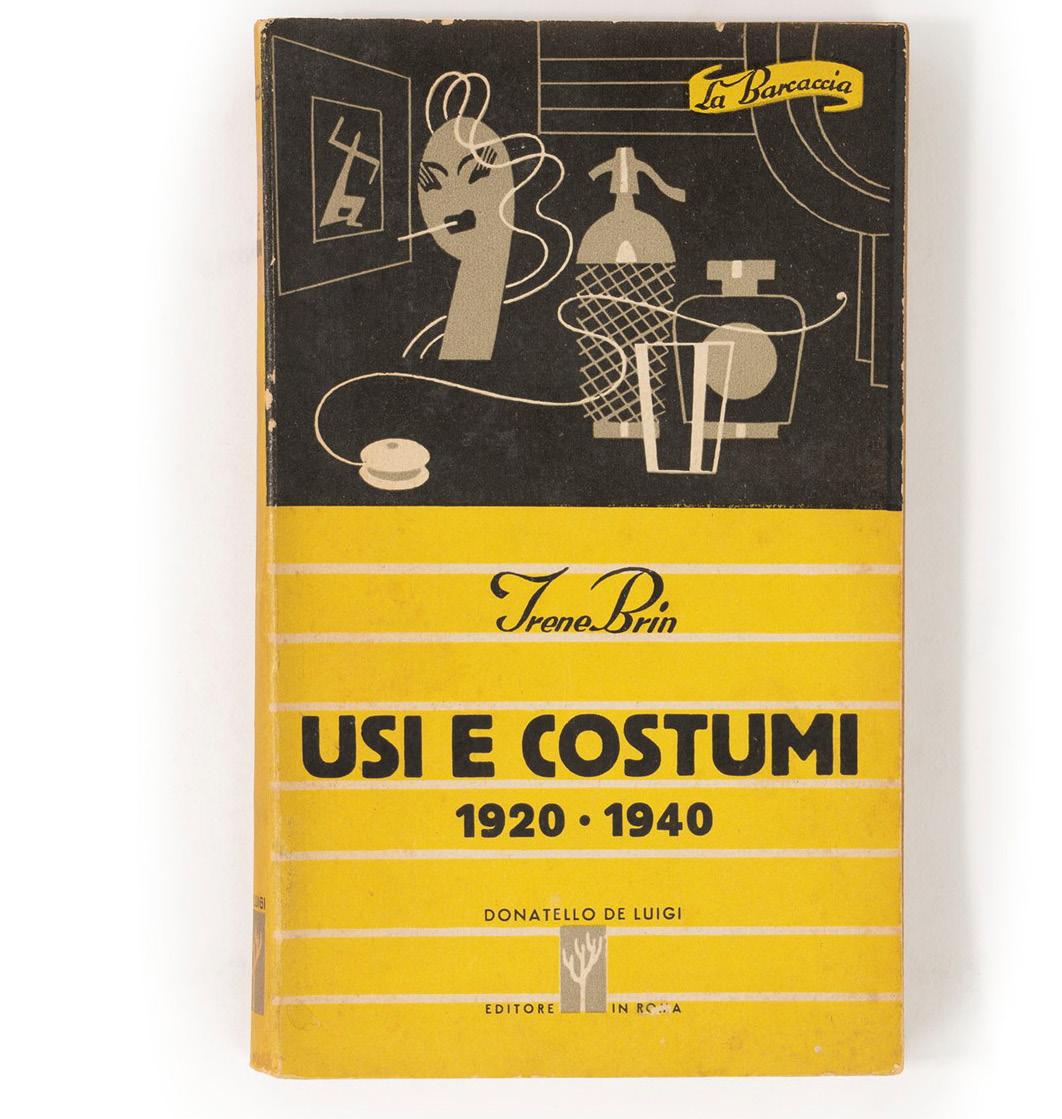 La Barcaccia
Irene Brin
USI E COSTUMI
1920 • 1940
DONATELLO DE LUIGI
EDITORE IN ROMA